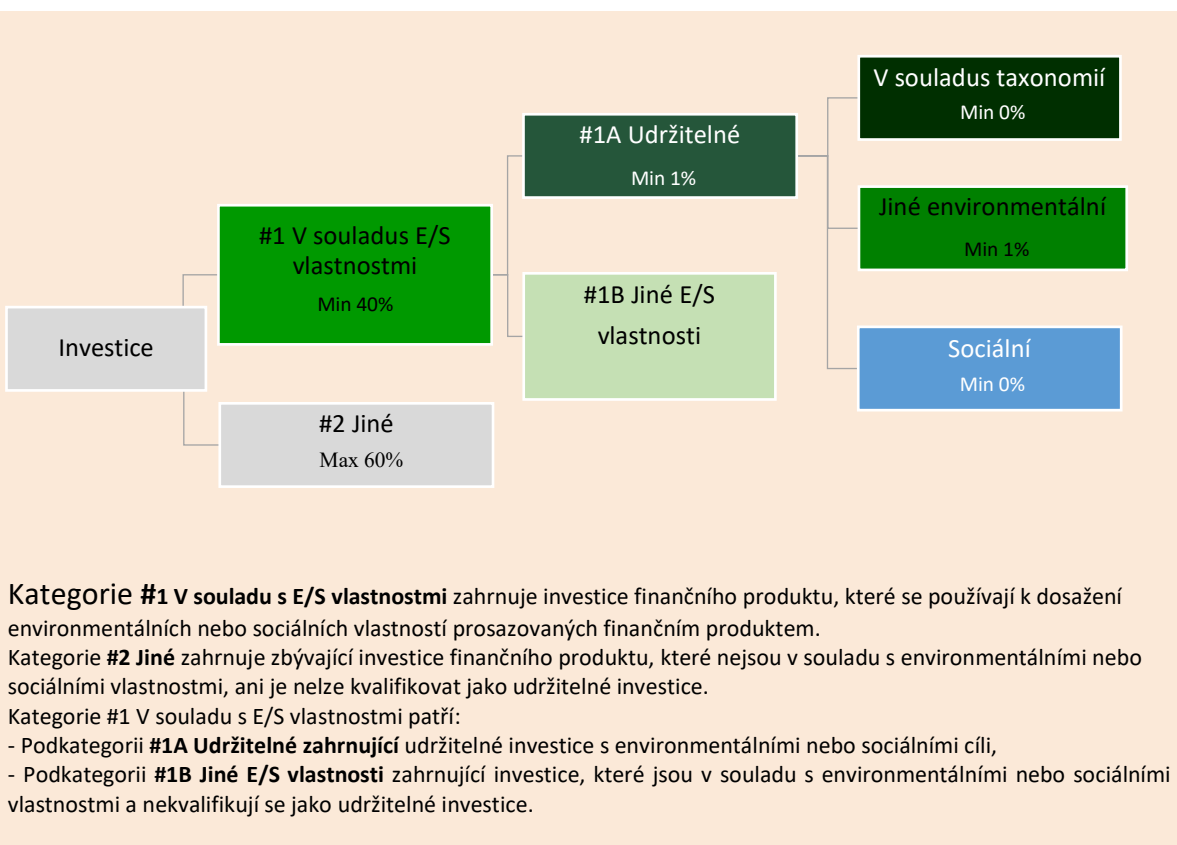 V souladus taxonomií
Min 0%
#1A Udržitelné
Min 1%
Jiné environmentální
Min 1%
#1 V souladus E/S
vlastnostmi
Min 40%
#1B Jiné E/S
vlastnosti
Investice
Sociální
Min 0%
#2 Jiné
Max 60%
Kategorie #1 V souladu s E/S vlastnostmi zahrnuje investice finančního produktu, které se používají k dosažení
environmentálních nebo sociálních vlastností prosazovaných finančním produktem.
Kategorie #2 Jiné zahrnuje zbývající investice finančního produktu, které nejsou v souladu s environmentálními nebo
sociálními vlastnostmi, ani je nelze kvalifikovat jako udržitelné investice.
Kategorie #1 V souladu s E/S vlastnostmi patří:
- Podkategorii #1A Udržitelné zahrnující udržitelné investice s environmentálními nebo sociálními cíli,
- Podkategorii #1B Jiné E/S vlastnosti zahrnující investice, které jsou v souladu s environmentálními nebo sociálními
vlastnostmi a nekvalifikují se jako udržitelné investice.